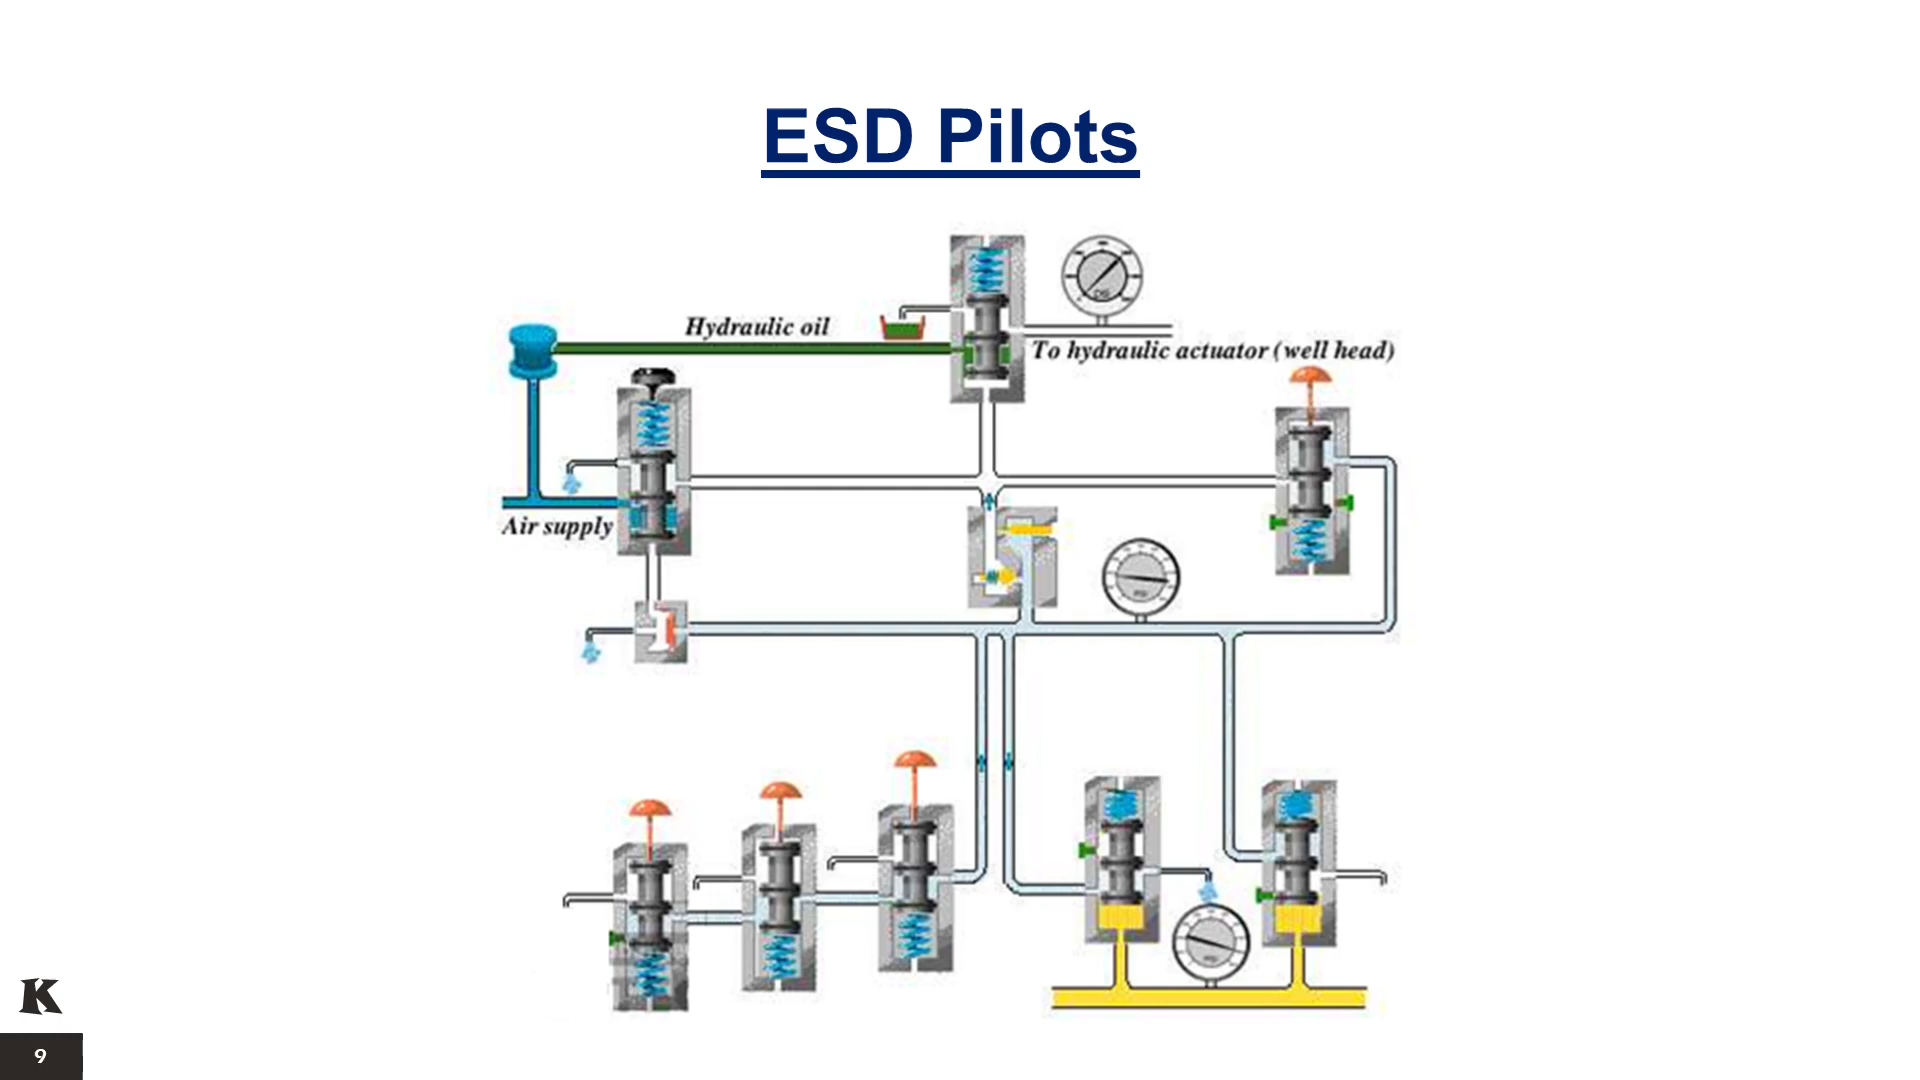 ESD Pilots
Hydraulic oil
To hydraulic actuator (well head)
Air supply
K
9